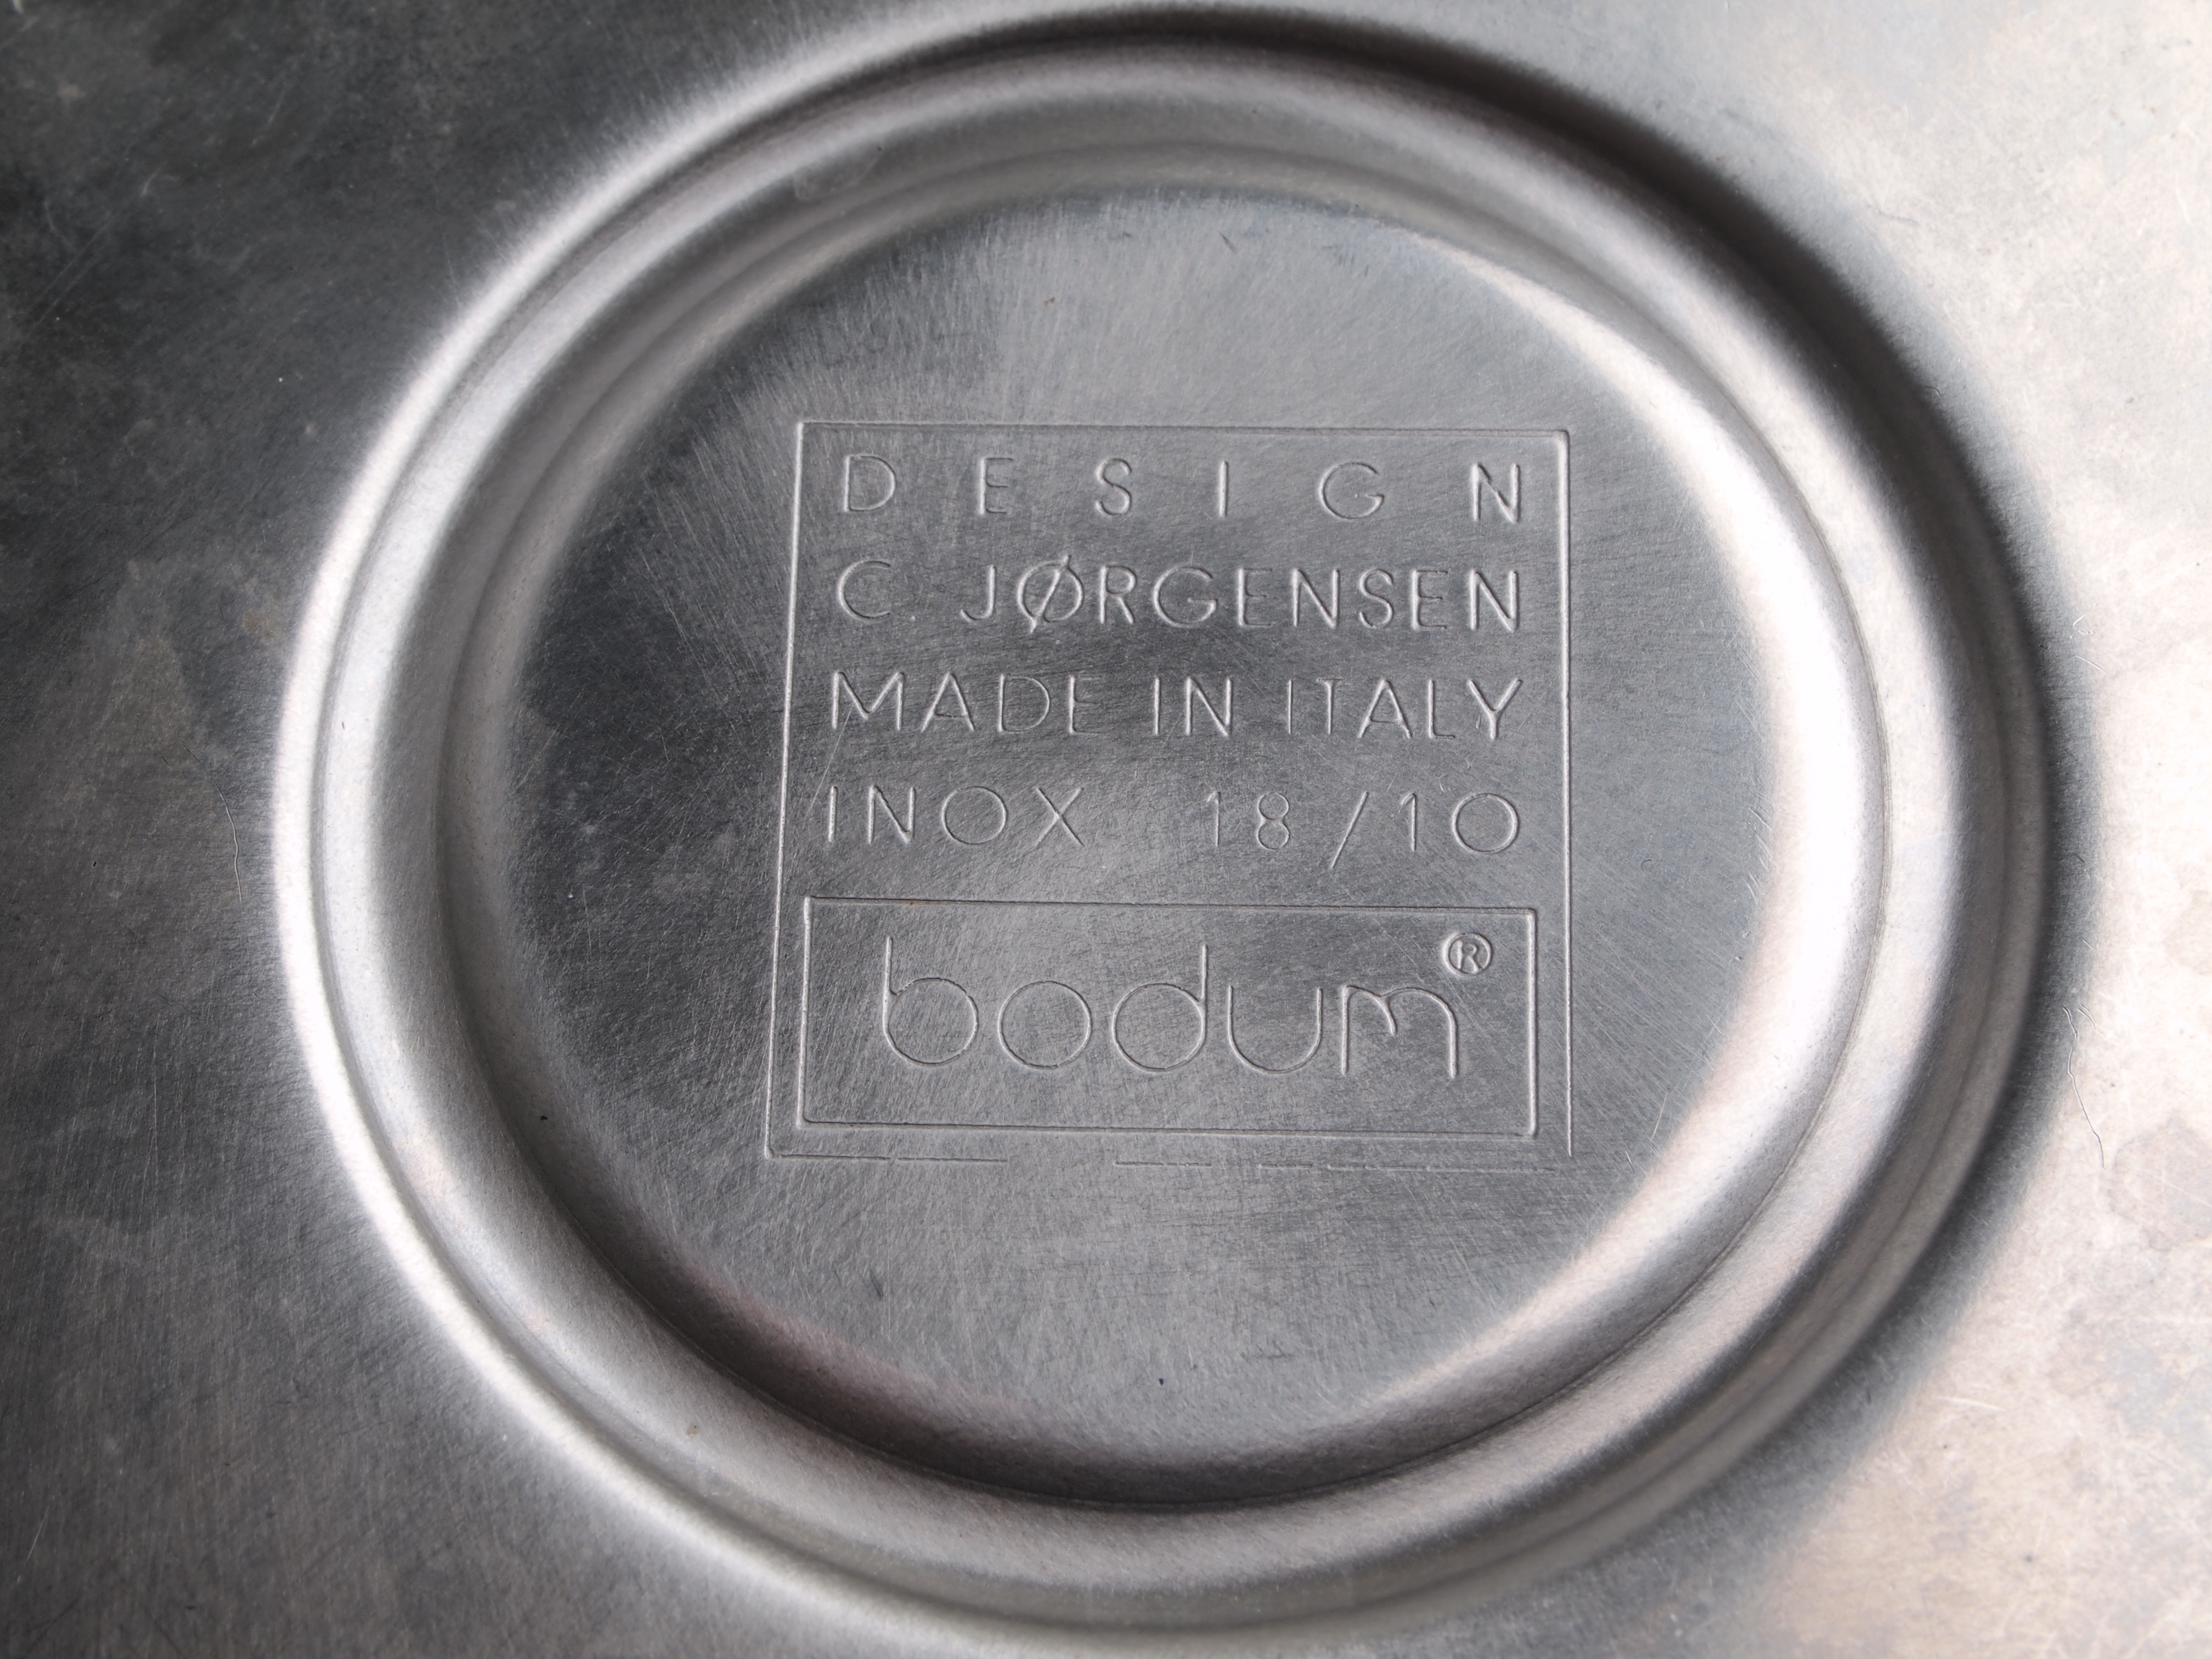 DESIGN
C JØRGENSEN
MADE IN ITALY
INOX 18/10
bodum®